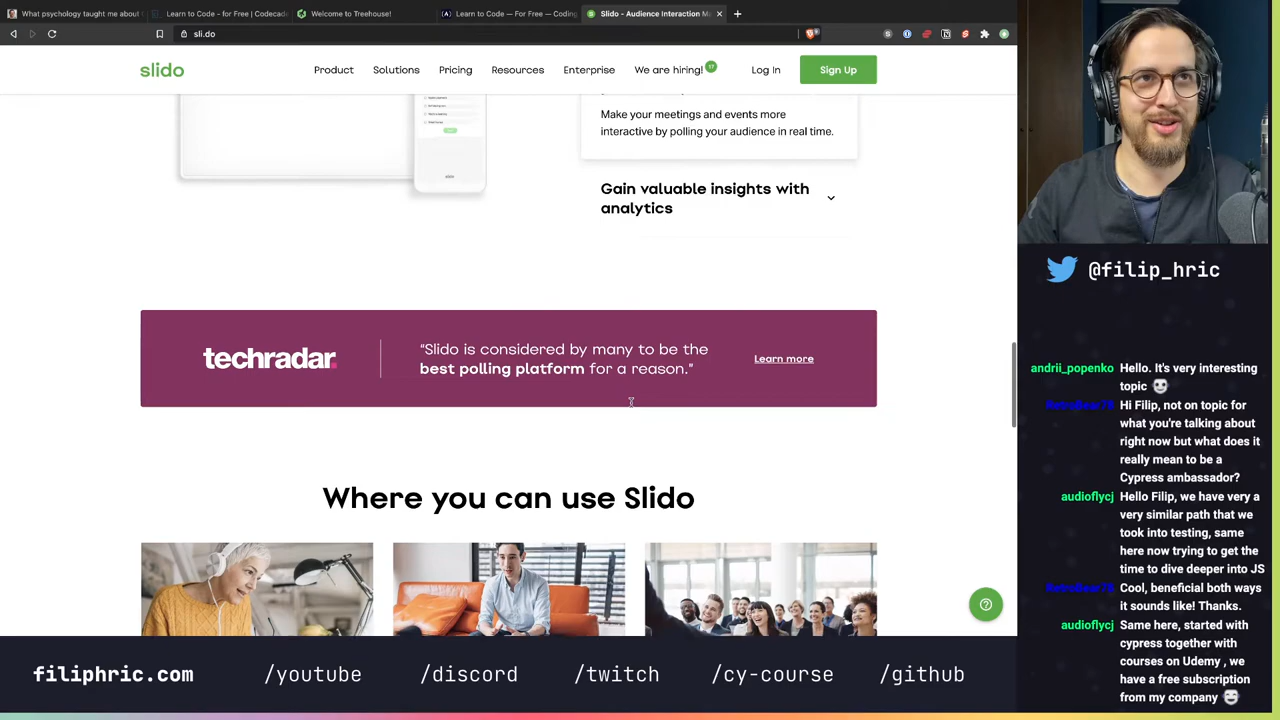 What psychology taught me about
Learn to Code - for Free | Codecade
Welcome to Treehouse!
Learn to Code — For Free — Coding
Slido - Audience Interaction M
sli.do
slido
Product
Solutions
Pricing
Resources
Enterprise
We are hiring!
17
Log In
Sign Up
Make your meetings and events more
interactive by polling your audience in real time.
Gain valuable insights with
analytics
slido
techradar.
“Slido is considered by many to be the
best polling platform for a reason.”
Learn more
Where you can use Slido
@filip_hric
andrii_popenko Hello. It's very interesting
topic
RetroBear75 Hi Filip, not on topic for
what you're talking about
right now but what does it
really mean to be a
Cypress ambassador?
audioflycj Hello Filip, we have very a
very similar path that we
took into testing, same
here now trying to get the
time to dive deeper into JS
RetroBear75 Cool, beneficial both ways
it sounds like! Thanks.
audioflycj Same here, started with
cypress together with
courses on Udemy , we
have a free subscription
from my company
filiphric.com
/youtube
/discord
/twitch
/cy-course
/github